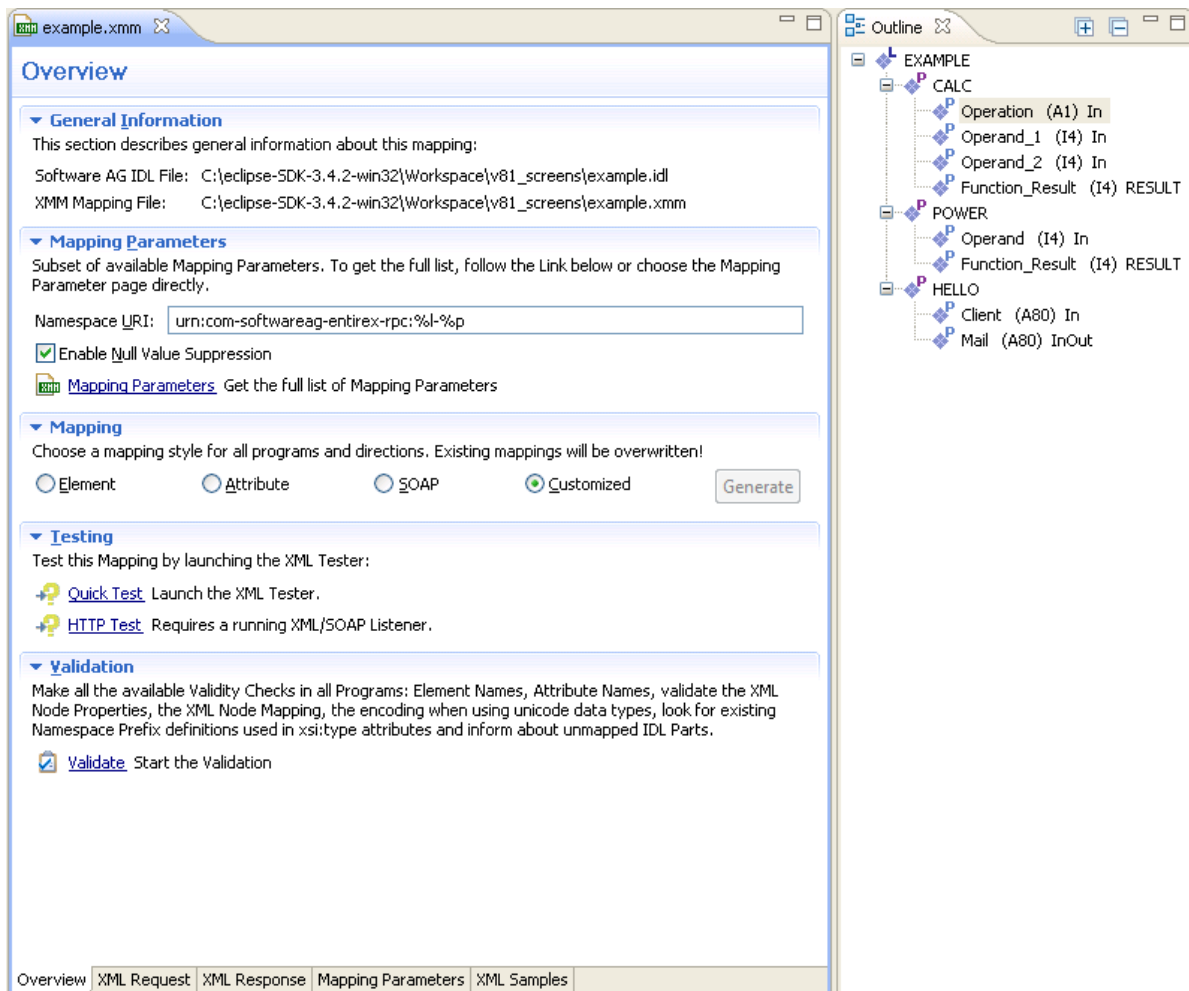 example.xmm
Overview
General Information
This section describes general information about this mapping:
Software AG IDL File: C:\eclipse-SDK-3.4.2-win32\Workspace\v81_screens\example.idl
XMM Mapping File: C:\eclipse-SDK-3.4.2-win32\Workspace\v81_screens\example.xmm
Mapping Parameters
Subset of available Mapping Parameters. To get the full list, follow the Link below or choose the Mapping
Parameter page directly.
Namespace URI: urn:com-softwareag-entirex-rpc:%l-%p
Enable Null Value Suppression
Mapping Parameters Get the full list of Mapping Parameters
Mapping
Choose a mapping style for all programs and directions. Existing mappings will be overwritten!
Element Attribute SOAP Customized Generate
Testing
Test this Mapping by launching the XML Tester:
Quick Test Launch the XML Tester.
HTTP Test Requires a running XML/SOAP Listener.
Validation
Make all the available Validity Checks in all Programs: Element Names, Attribute Names, validate the XML
Node Properties, the XML Node Mapping, the encoding when using unicode data types, look for existing
Namespace Prefix definitions used in xsi:type attributes and inform about unmapped IDL Parts.
Validate Start the Validation
Overview XML Request XML Response Mapping Parameters XML Samples
Outline
L EXAMPLE
P CALC
P Operation (A1) In
P Operand_1 (I4) In
P Operand_2 (I4) In
P Function_Result (I4) RESULT
P POWER
P Operand (I4) In
P Function_Result (I4) RESULT
P HELLO
P Client (A80) In
P Mail (A80) InOut